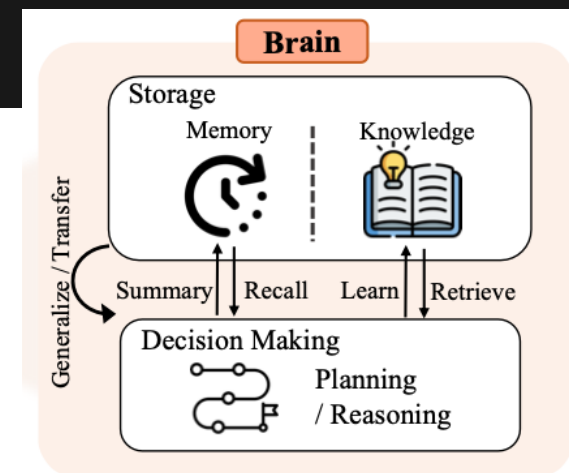 Brain
Storage
Memory
Knowledge
Generalize / Transfer
Summary
Recall
Learn
Retrieve
Decision Making
Planning
/ Reasoning